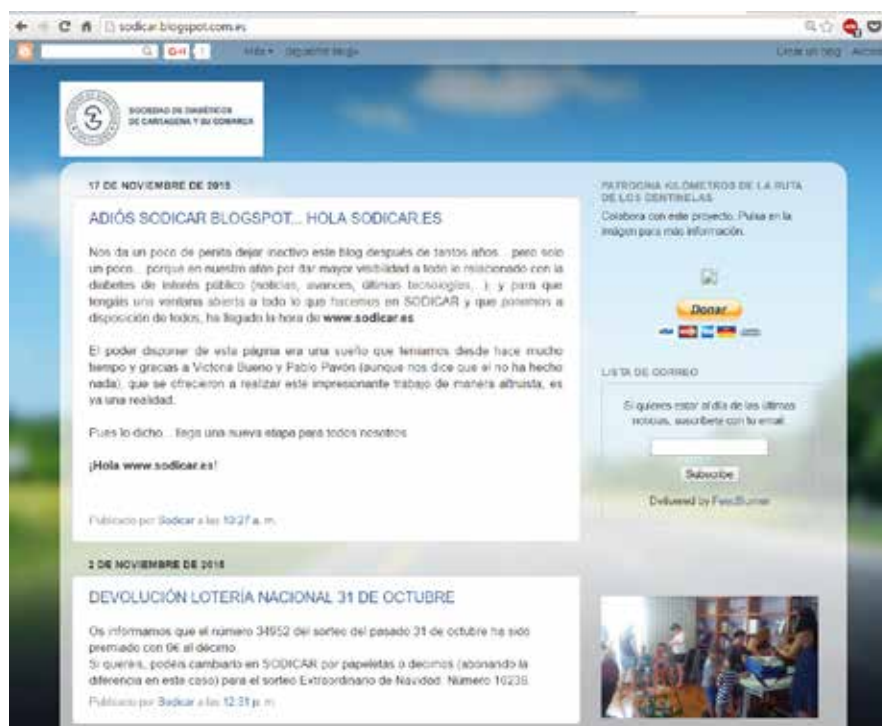 sodicar.blogspot.com.es
G+1
Más Siguiente blog»
Crear un blog
SOCIEDAD DE DIABÉTICOS
DE CARTAGENA Y SU COMARCA
17 DE NOVIEMBRE DE 2015
ADIÓS SODICAR BLOGSPOT... HOLA SODICAR.ES
Nos da un poco de penita dejar inactivo este blog después de tantos años... pero solo
un poco... porque en nuestro afán por dar mayor visibilidad a todo lo relacionado con la
diabetes de interés público (noticias, avances, últimas tecnologías,...), y para que
tengáis una ventana abierta a todo lo que hacemos en SODICAR y que ponemos a
disposición de todos, ha llegado la hora de www.sodicar.es
El poder disponer de esta página era una sueño que teníamos desde hace mucho
tiempo y gracias a Victoria Bueno y Pablo Pavón (aunque nos dice que el no ha hecho
nada), que se ofrecieron a realizar este impresionante trabajo de manera altruista, es
ya una realidad.
Pues lo dicho... llega una nueva etapa para todos nosotros
¡Hola www.sodicar.es!
Publicado por Sodicar a las 10:27 a. m.
2 DE NOVIEMBRE DE 2015
DEVOLUCIÓN LOTERÍA NACIONAL 31 DE OCTUBRE
Os informamos que el número 34952 del sorteo del pasado 31 de octubre ha sido
premiado con 6€ al décimo
Si queréis, podéis cambiarlo en SODICAR por papeletas o décimos (abonando la
diferencia en este caso) para el sorteo Extraordinario de Navidad. Número 10236.
Publicado por Sodicar a las 12:31 p. m.
PATROCINA KILÓMETROS DE LA RUTA
DE LOS CENTINELAS
Colabora con este proyecto. Pulsa en la
imágen para más información.
Donar
LISTA DE CORREO
Si quieres estar al día de las últimas
noticias, suscríbete con tu email
Subscribe
Delivered by FeedBurner